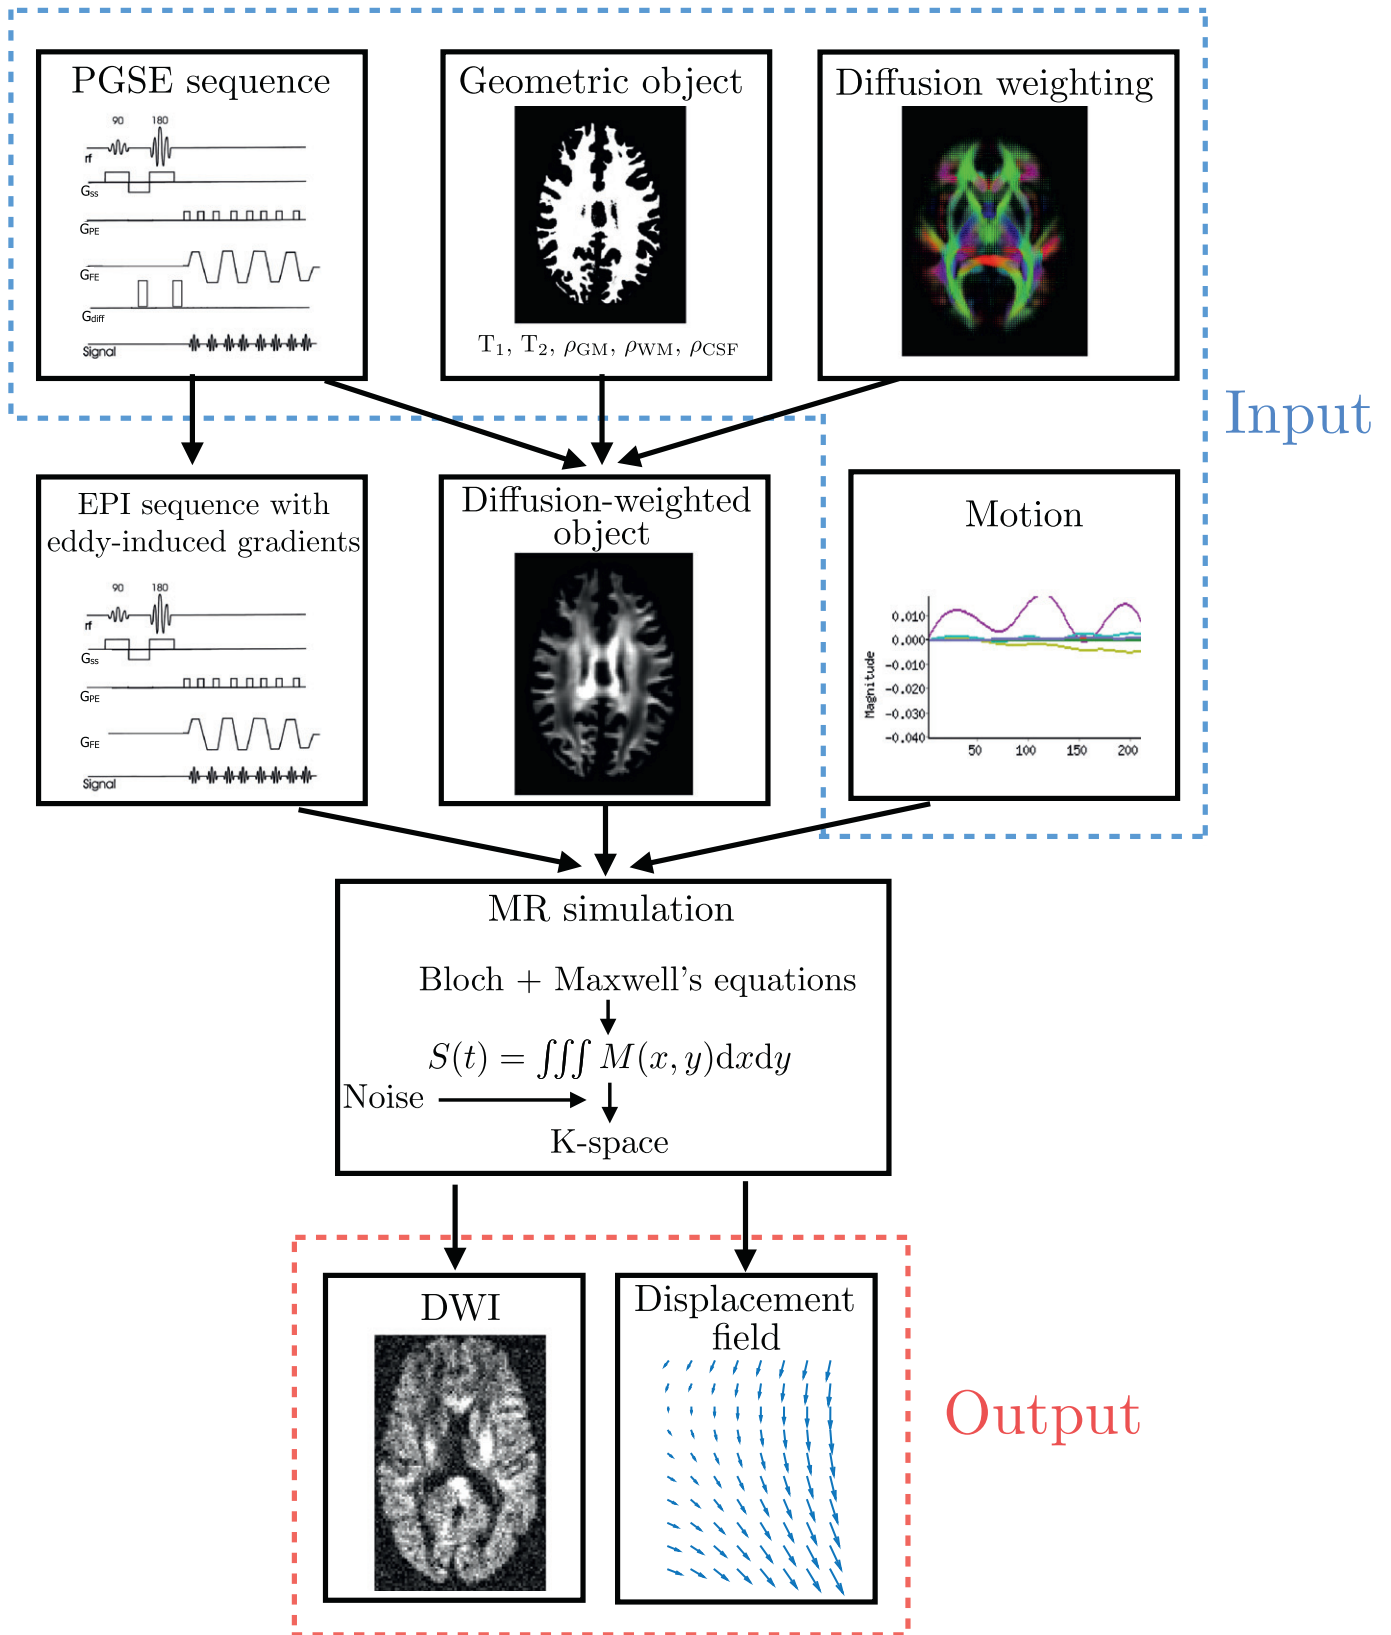 PGSE sequence
90 180
rf
Gss
GPE
GFE
Gdiff
Signal
Geometric object
T₁, T₂, ρGM, ρWM, ρCSF
Diffusion weighting
Input
EPI sequence with
eddy-induced gradients
90 180
rf
Gss
GPE
GFE
Signal
Diffusion-weighted
object
Motion
Magnitude
0.010
0.000
-0.010
-0.020
-0.030
-0.040
50 100 150 200
MR simulation
Bloch + Maxwell's equations
S(t) = ∭ M(x, y)dxdy
Noise
K-space
DWI
Displacement
field
Output